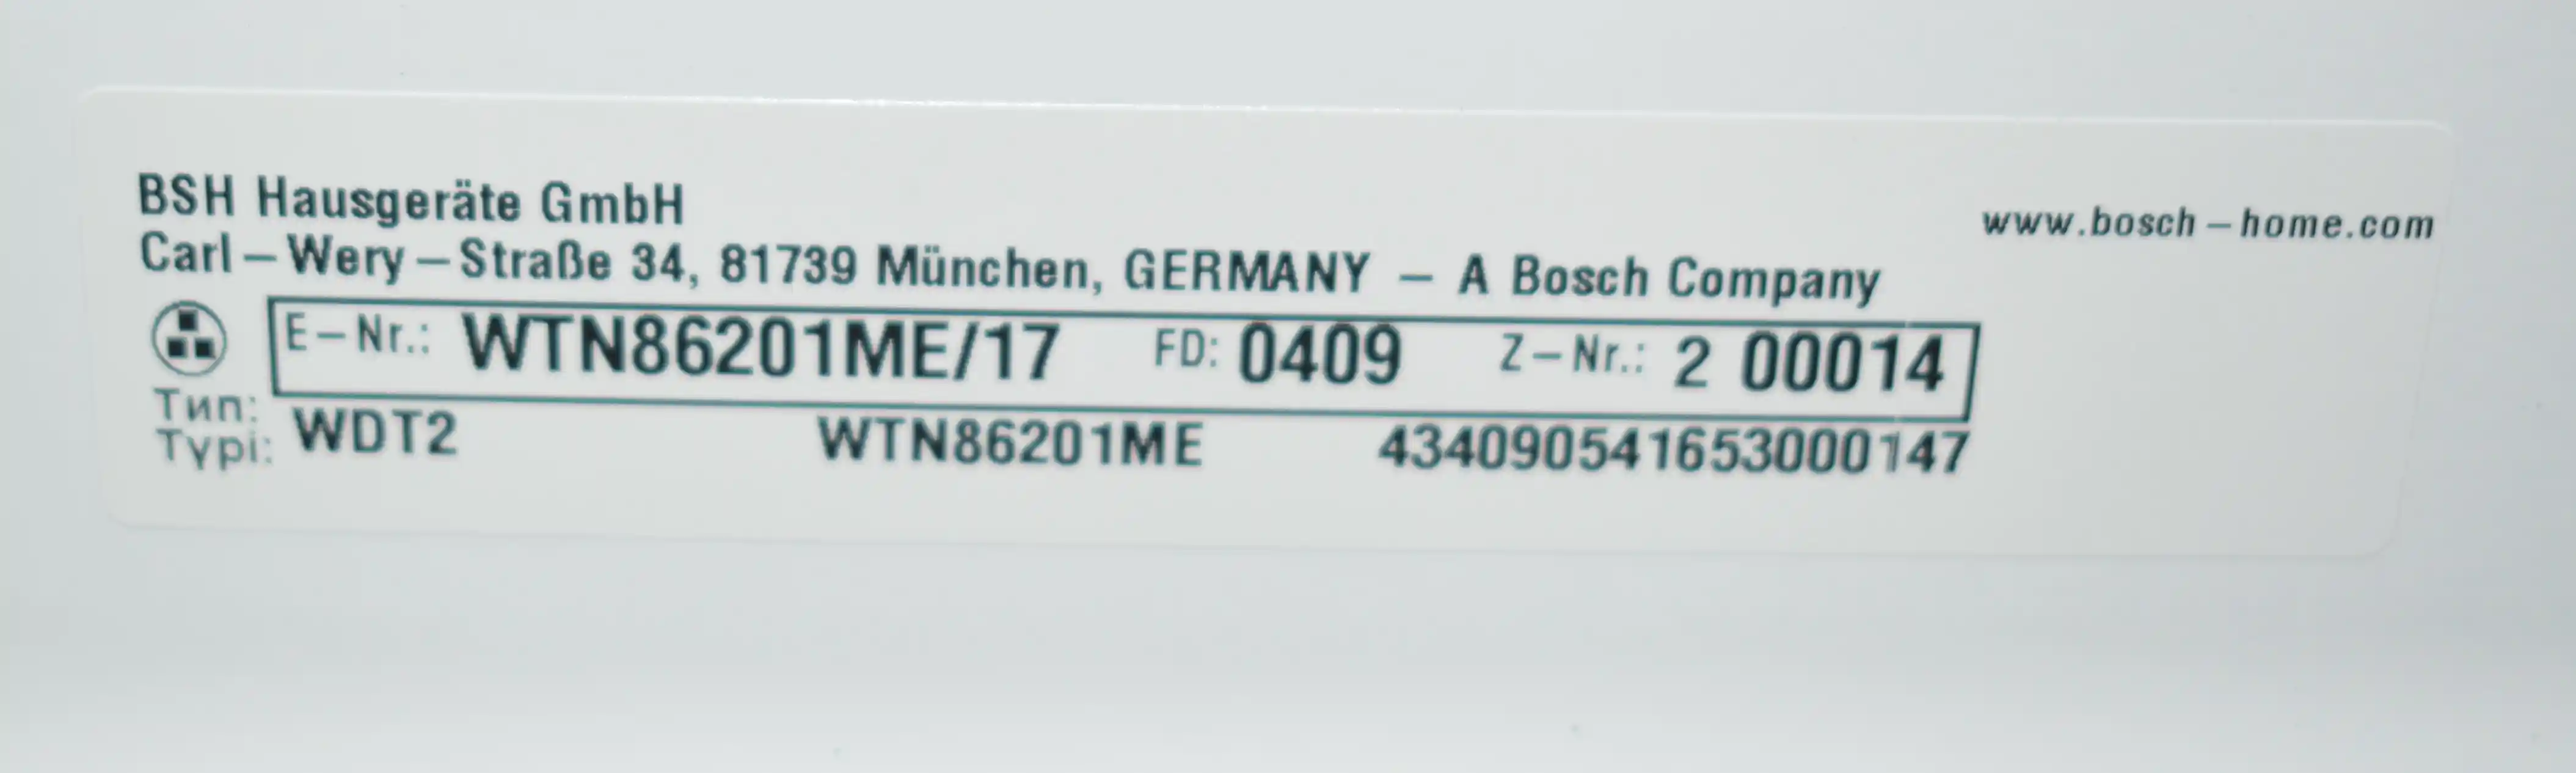 BSH Hausgeräte GmbH
www.bosch-home.com
Carl-Wery-Straße 34, 81739 München, GERMANY - A Bosch Company
E-Nr.: WTN86201ME/17 FD: 0409 Z-Nr.: 2 00014
Тип:
Typi: WDT2 WTN86201ME 434090541653000147